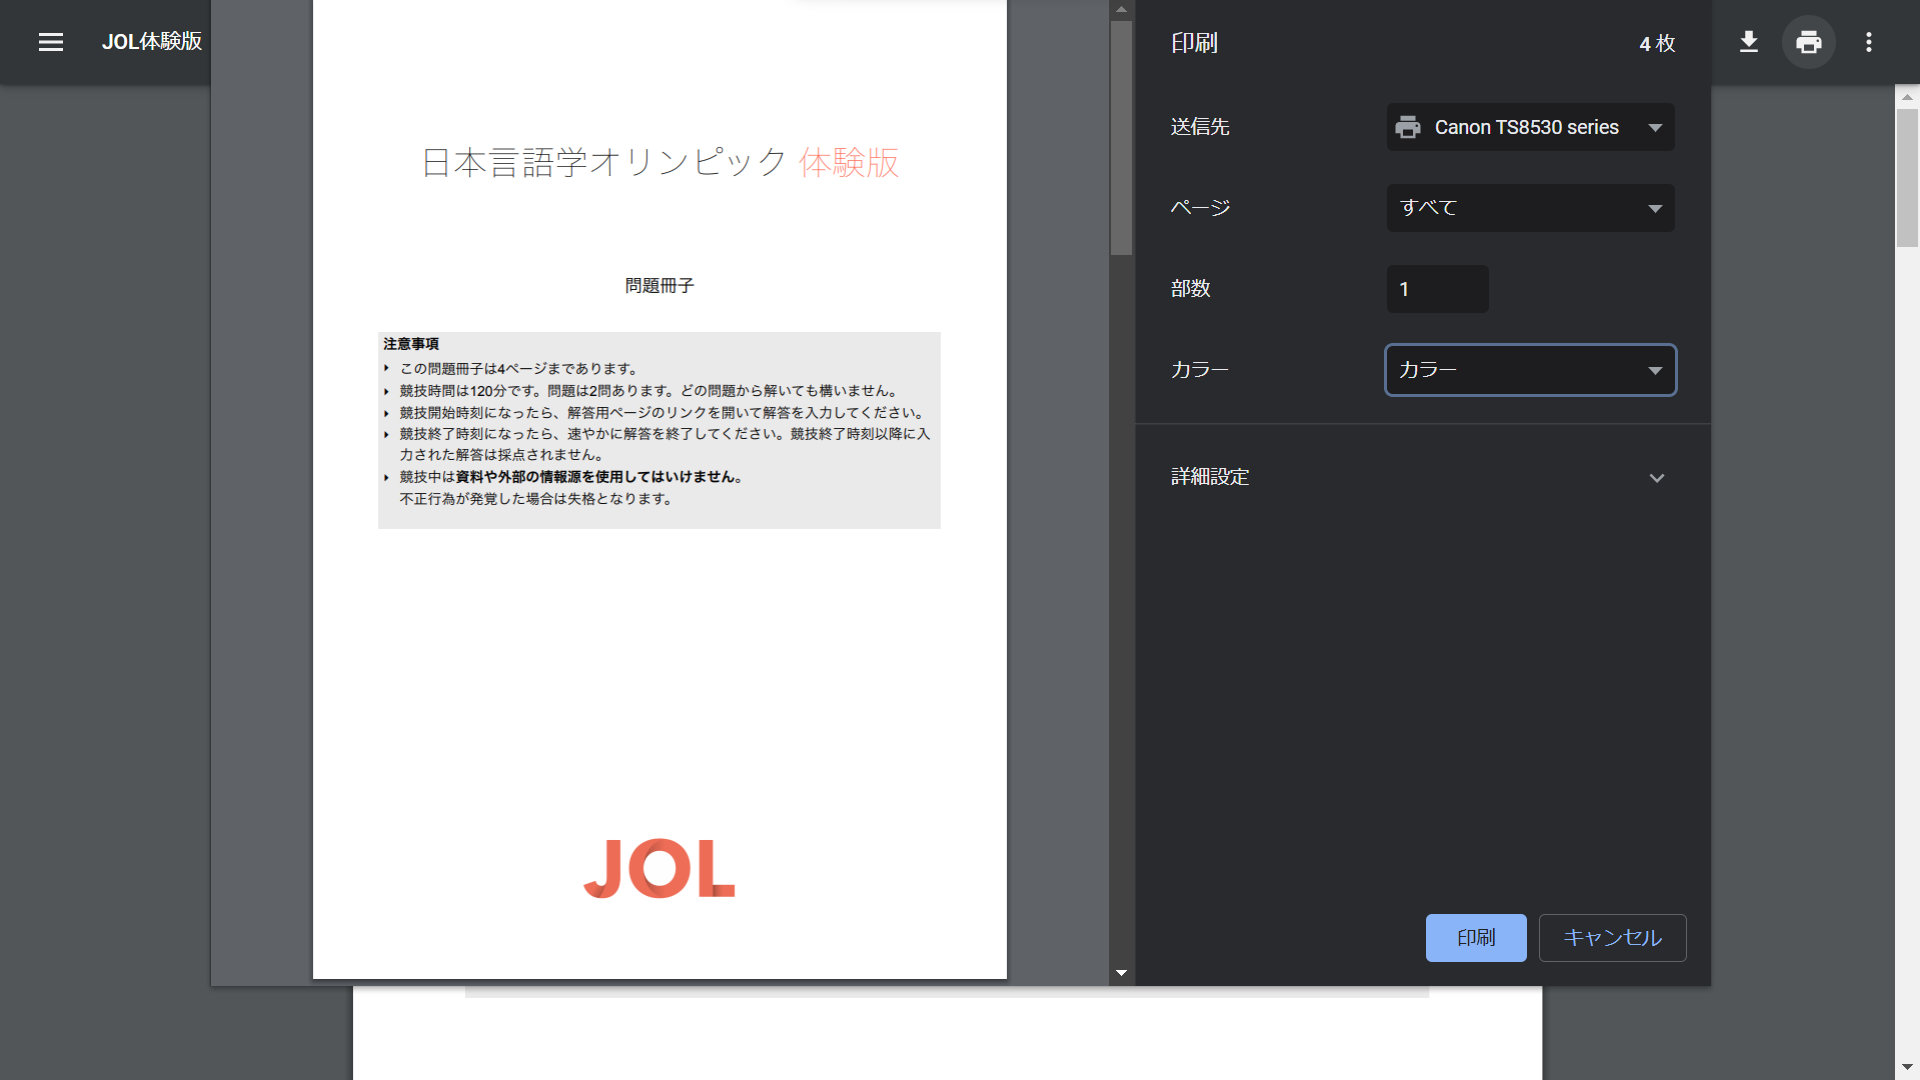 JOL体験版
日本言語学オリンピック 体験版
問題冊子
注意事項
この問題冊子は4ページまであります。
競技時間は120分です。問題は2問あります。どの問題から解いても構いません。
競技開始時刻になったら、解答用ページのリンクを開いて解答を入力してください。
競技終了時刻になったら、速やかに解答を終了してください。競技終了時刻以降に入
力された解答は採点されません。
競技中は資料や外部の情報源を使用してはいけません。
不正行為が発覚した場合は失格となります。
JOL
印刷 4 枚
送信先 Canon TS8530 series
ページ すべて
部数 1
カラー カラー
詳細設定
印刷 キャンセル